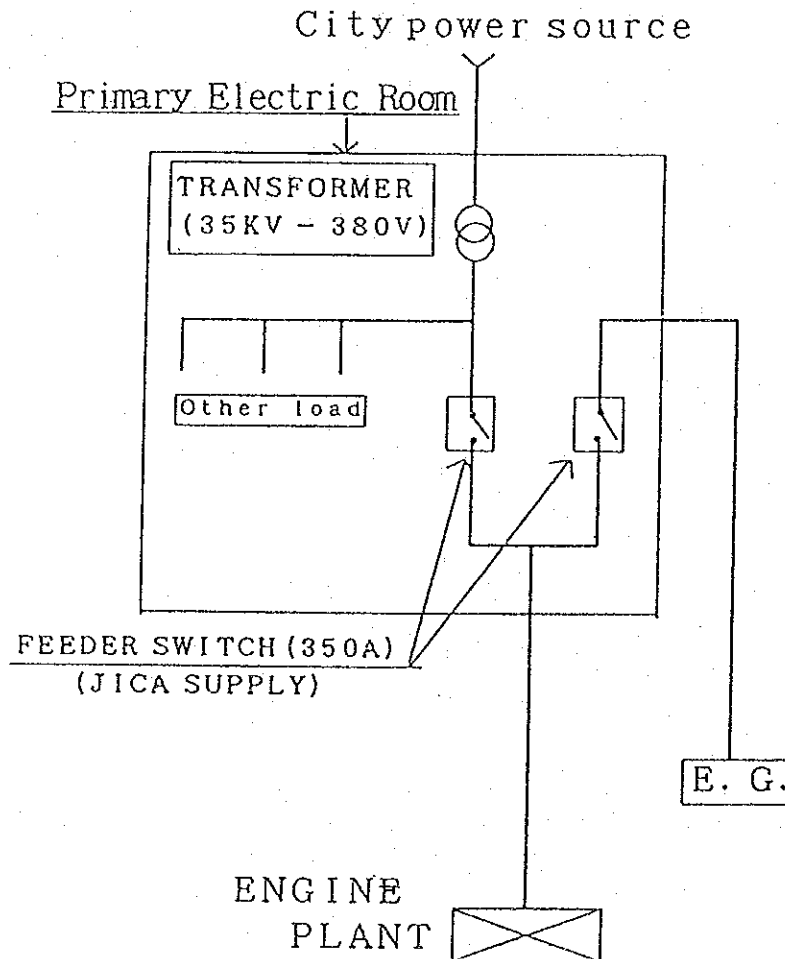 City power source
Primary Electric Room
TRANSFORMER
(35KV - 380V)
Other load
FEEDER SWITCH (350A)
(JICA SUPPLY)
E. G.
ENGINE
PLANT